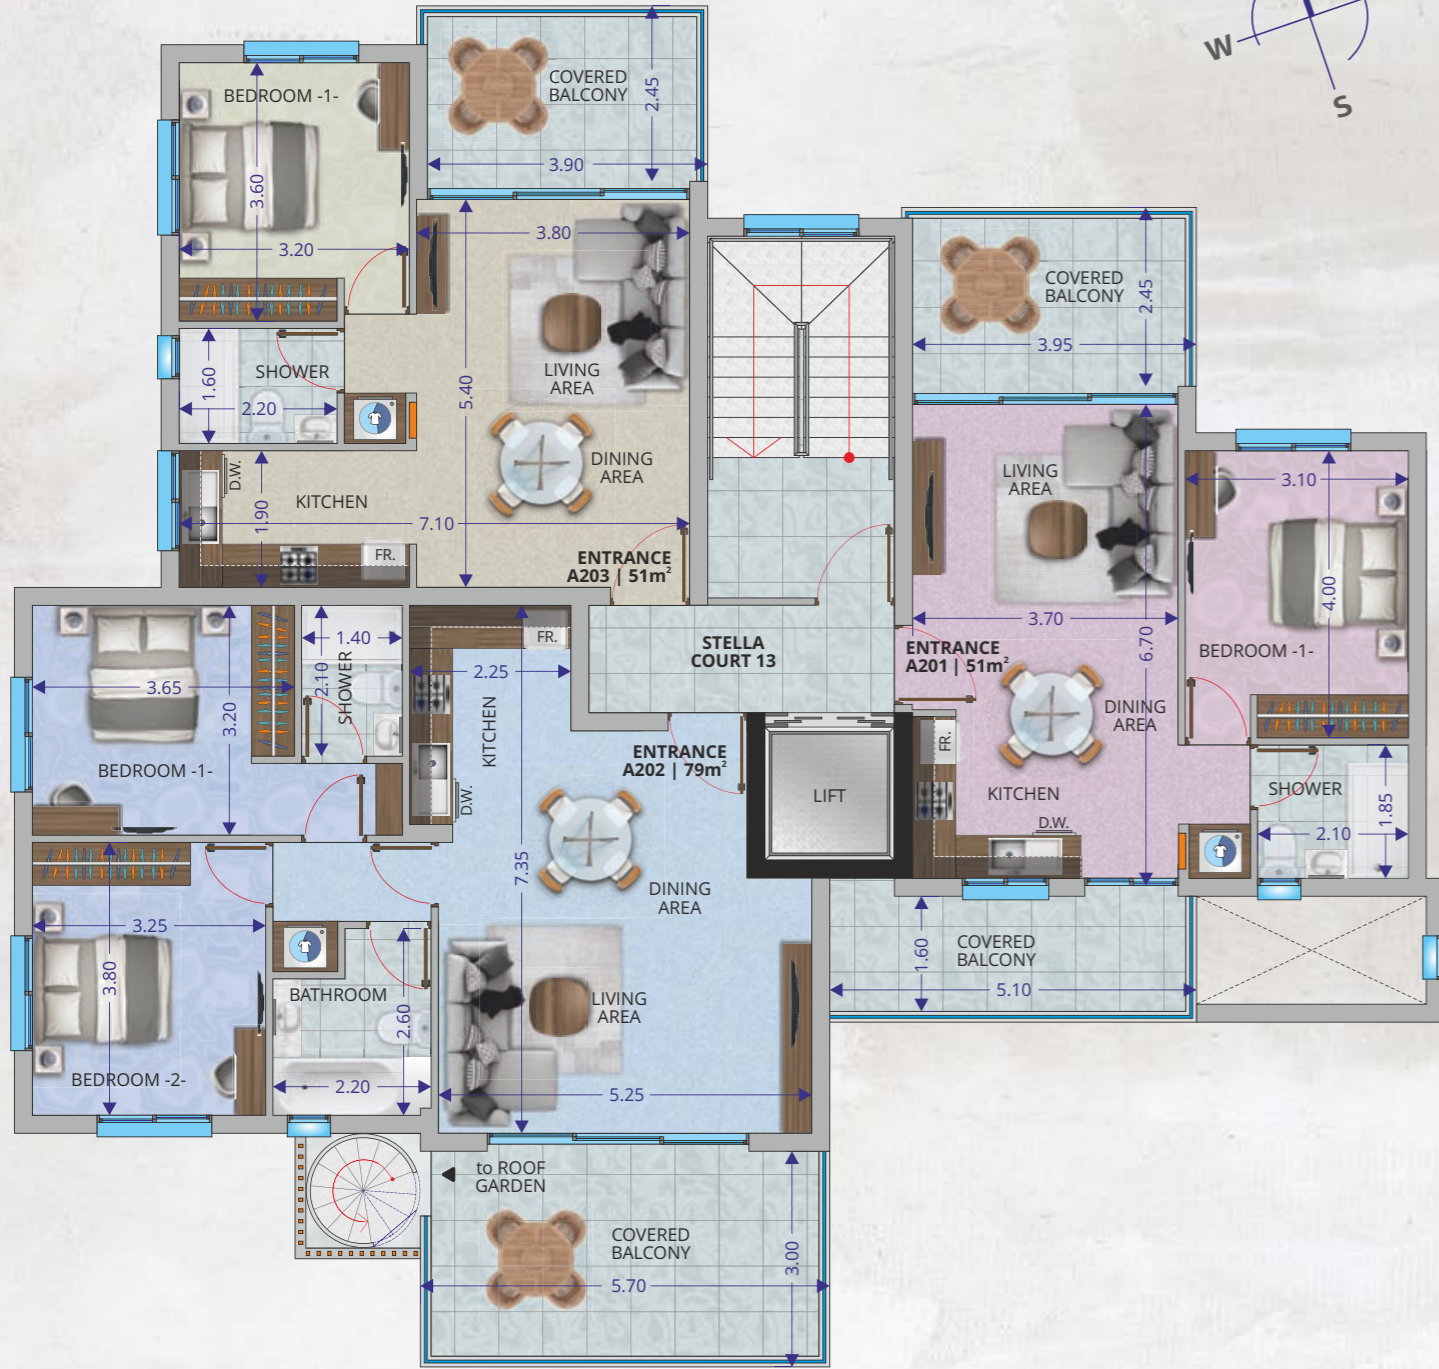 W
S
COVERED
BALCONY
2.45
3.90
BEDROOM -1-
3.60
3.20
3.80
LIVING
AREA
5.40
SHOWER
1.60
2.20
DINING
AREA
KITCHEN
D.W.
1.90
7.10
FR.
ENTRANCE
A203 | 51m²
COVERED
BALCONY
2.45
3.95
LIVING
AREA
3.10
4.00
BEDROOM -1-
3.70
6.70
ENTRANCE
A201 | 51m²
DINING
AREA
FR.
KITCHEN
D.W.
SHOWER
1.85
2.10
STELLA
COURT 13
LIFT
COVERED
BALCONY
1.60
5.10
3.65
3.20
BEDROOM -1-
1.40
2.10
SHOWER
FR.
2.25
KITCHEN
D.W.
ENTRANCE
A202 | 79m²
7.35
DINING
AREA
3.25
3.80
BEDROOM -2-
BATHROOM
2.60
2.20
LIVING
AREA
5.25
to ROOF
GARDEN
COVERED
BALCONY
5.70
3.00